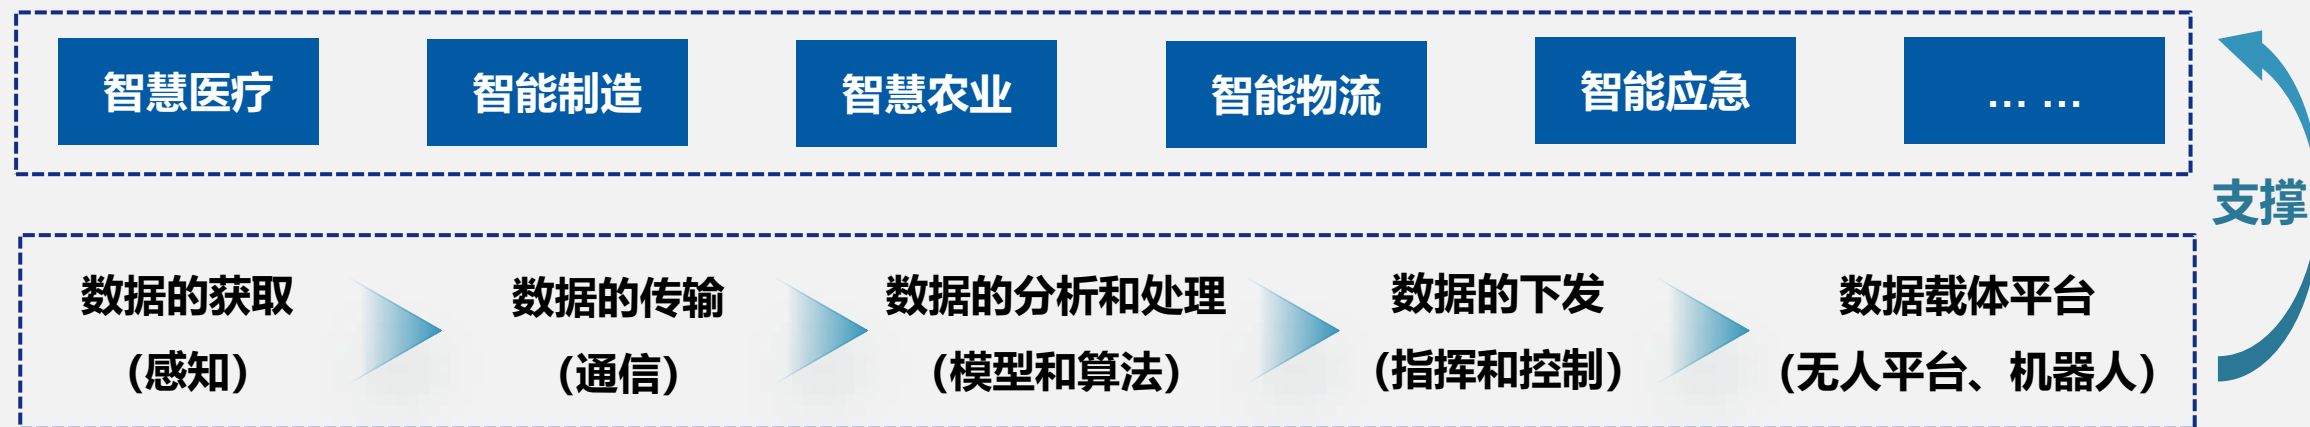 智慧医疗
智能制造
智慧农业
智能物流
智能应急
... ...
支撑
数据的获取
（感知）
数据的传输
（通信）
数据的分析和处理
（模型和算法）
数据的下发
（指挥和控制）
数据载体平台
（无人平台、机器人）